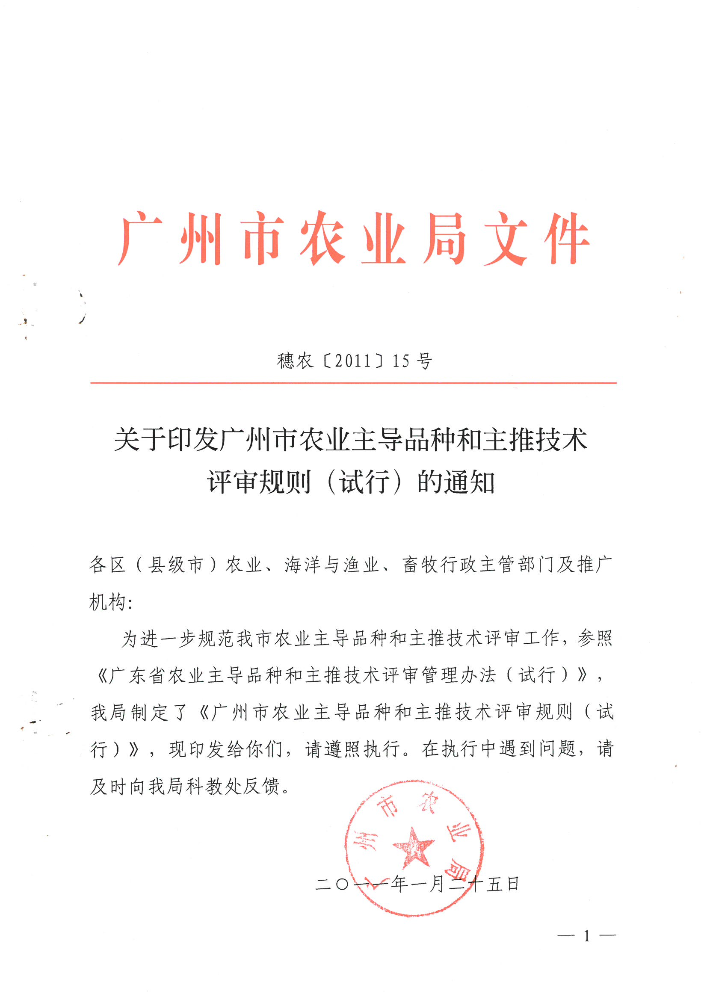 广州市农业局文件
穗农〔2011〕15号
关于印发广州市农业主导品种和主推技术
评审规则（试行）的通知
各区（县级市）农业、海洋与渔业、畜牧行政主管部门及推广
机构：
为进一步规范我市农业主导品种和主推技术评审工作，参照
《广东省农业主导品种和主推技术评审管理办法（试行）》，
我局制定了《广州市农业主导品种和主推技术评审规则（试
行）》，现印发给你们，请遵照执行。在执行中遇到问题，请
及时向我局科教处反馈。
广州市农业局
二〇一一年一月二十五日
— 1 —